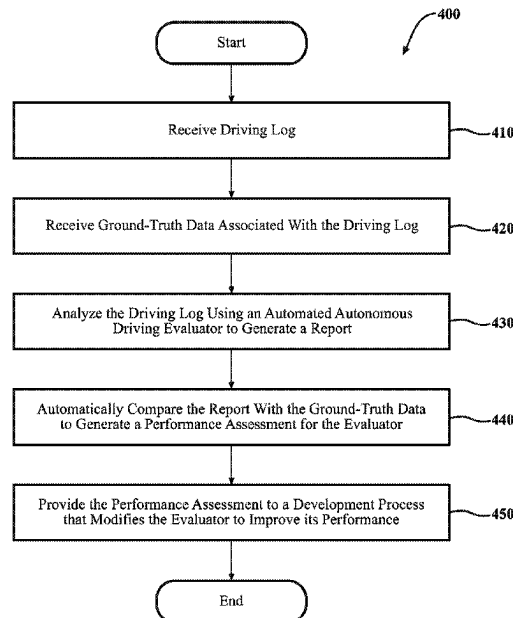 400
Start
Receive Driving Log
410
Receive Ground-Truth Data Associated With the Driving Log
420
Analyze the Driving Log Using an Automated Autonomous
Driving Evaluator to Generate a Report
430
Automatically Compare the Report With the Ground-Truth Data
to Generate a Performance Assessment for the Evaluator
440
Provide the Performance Assessment to a Development Process
that Modifies the Evaluator to Improve its Performance
450
End